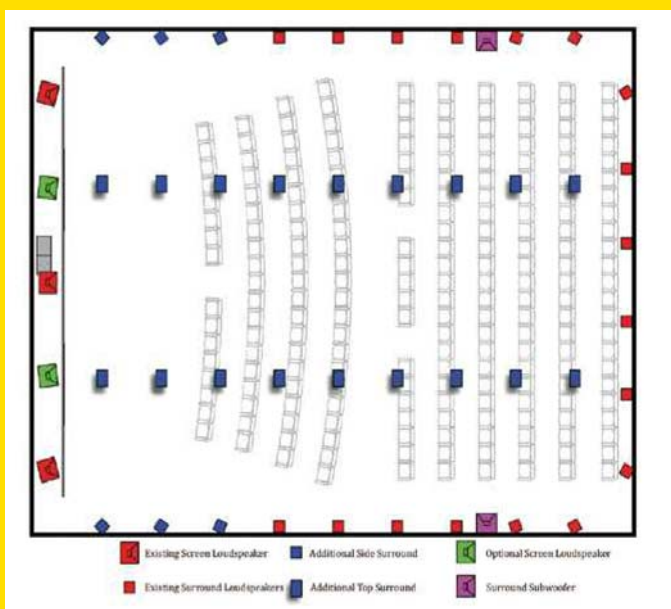 Existing Screen Loudspeaker Additional Side Surround Optional Screen Loudspeaker
Existing Surround Loudspeakers Additional Top Surround Surround Subwoofer